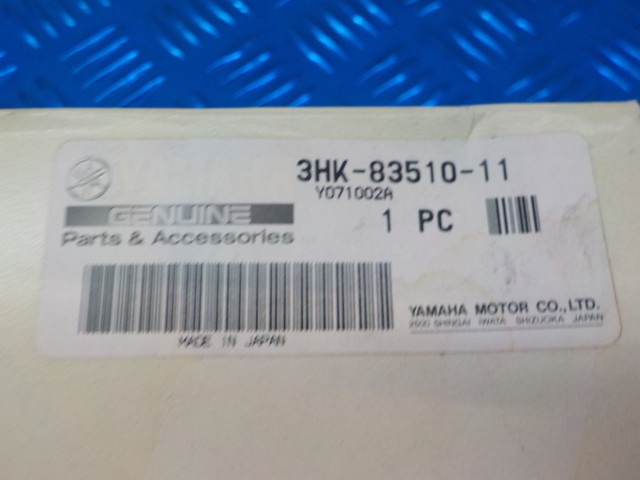 YAMAHA
3HK-83510-11
Y071002A
GENUINE
1 PC
Parts & Accessories
YAMAHA MOTOR CO.,LTD.
2500 SHINGAI IWATA SHIZUOKA JAPAN
MADE IN JAPAN